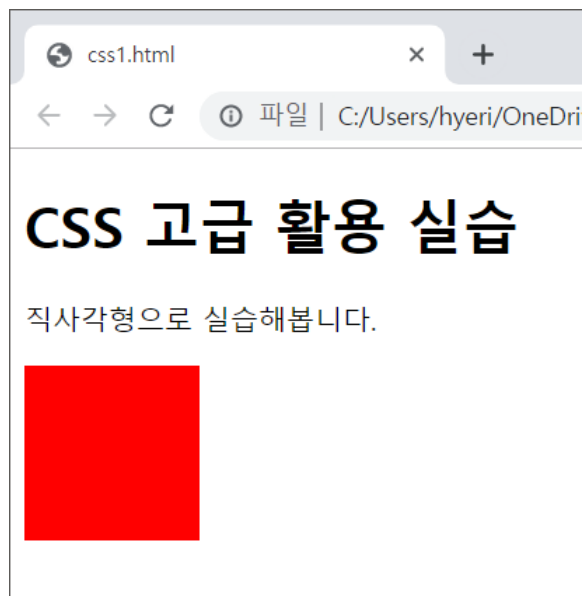 css1.html
파일 | C:/Users/hyeri/OneDri
CSS 고급 활용 실습
직사각형으로 실습해봅니다.